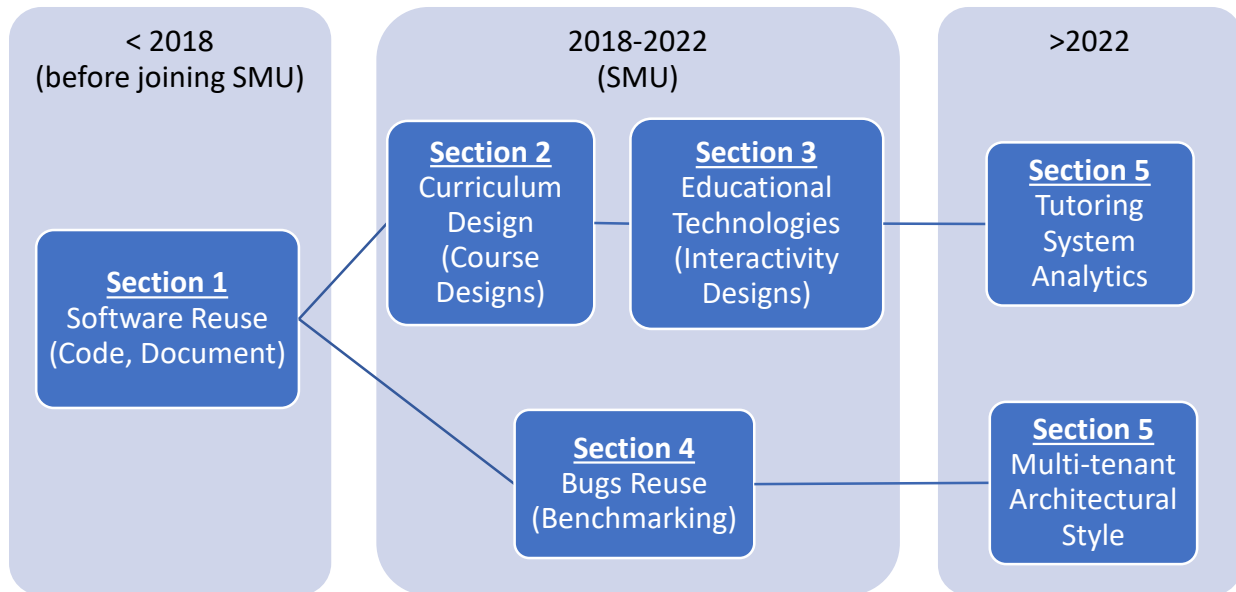 < 2018
(before joining SMU)
Section 1
Software Reuse
(Code, Document)
2018-2022
(SMU)
Section 2
Curriculum
Design
(Course
Designs)
Section 3
Educational
Technologies
(Interactivity
Designs)
Section 4
Bugs Reuse
(Benchmarking)
>2022
Section 5
Tutoring
System
Analytics
Section 5
Multi-tenant
Architectural
Style